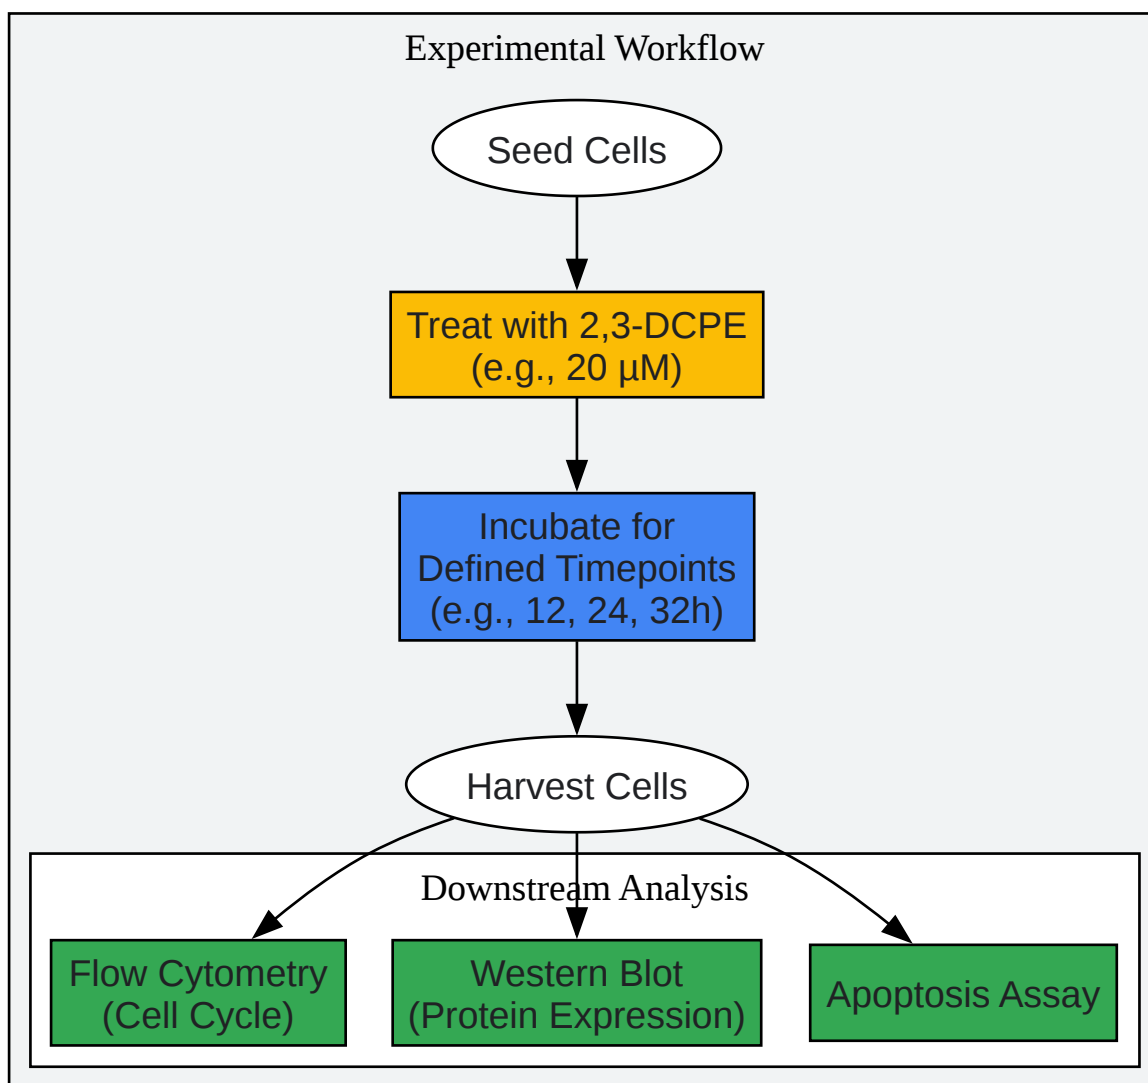 Experimental Workflow
Seed Cells
Treat with 2,3-DCPE
(e.g., 20 µM)
Incubate for
Defined Timepoints
(e.g., 12, 24, 32h)
Harvest Cells
Downstream Analysis
Flow Cytometry
(Cell Cycle)
Western Blot
(Protein Expression)
Apoptosis Assay